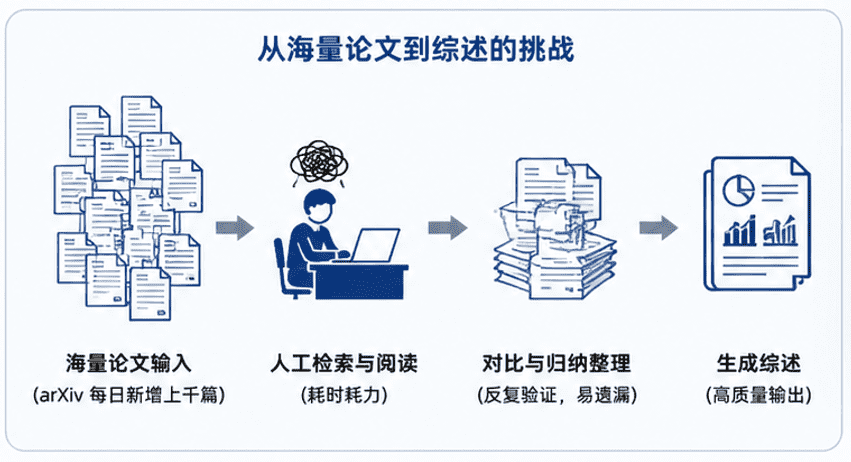 从海量论文到综述的挑战
海量论文输入
(arXiv 每日新增上千篇)
人工检索与阅读
(耗时耗力)
对比与归纳整理
(反复验证，易遗漏)
生成综述
(高质量输出)